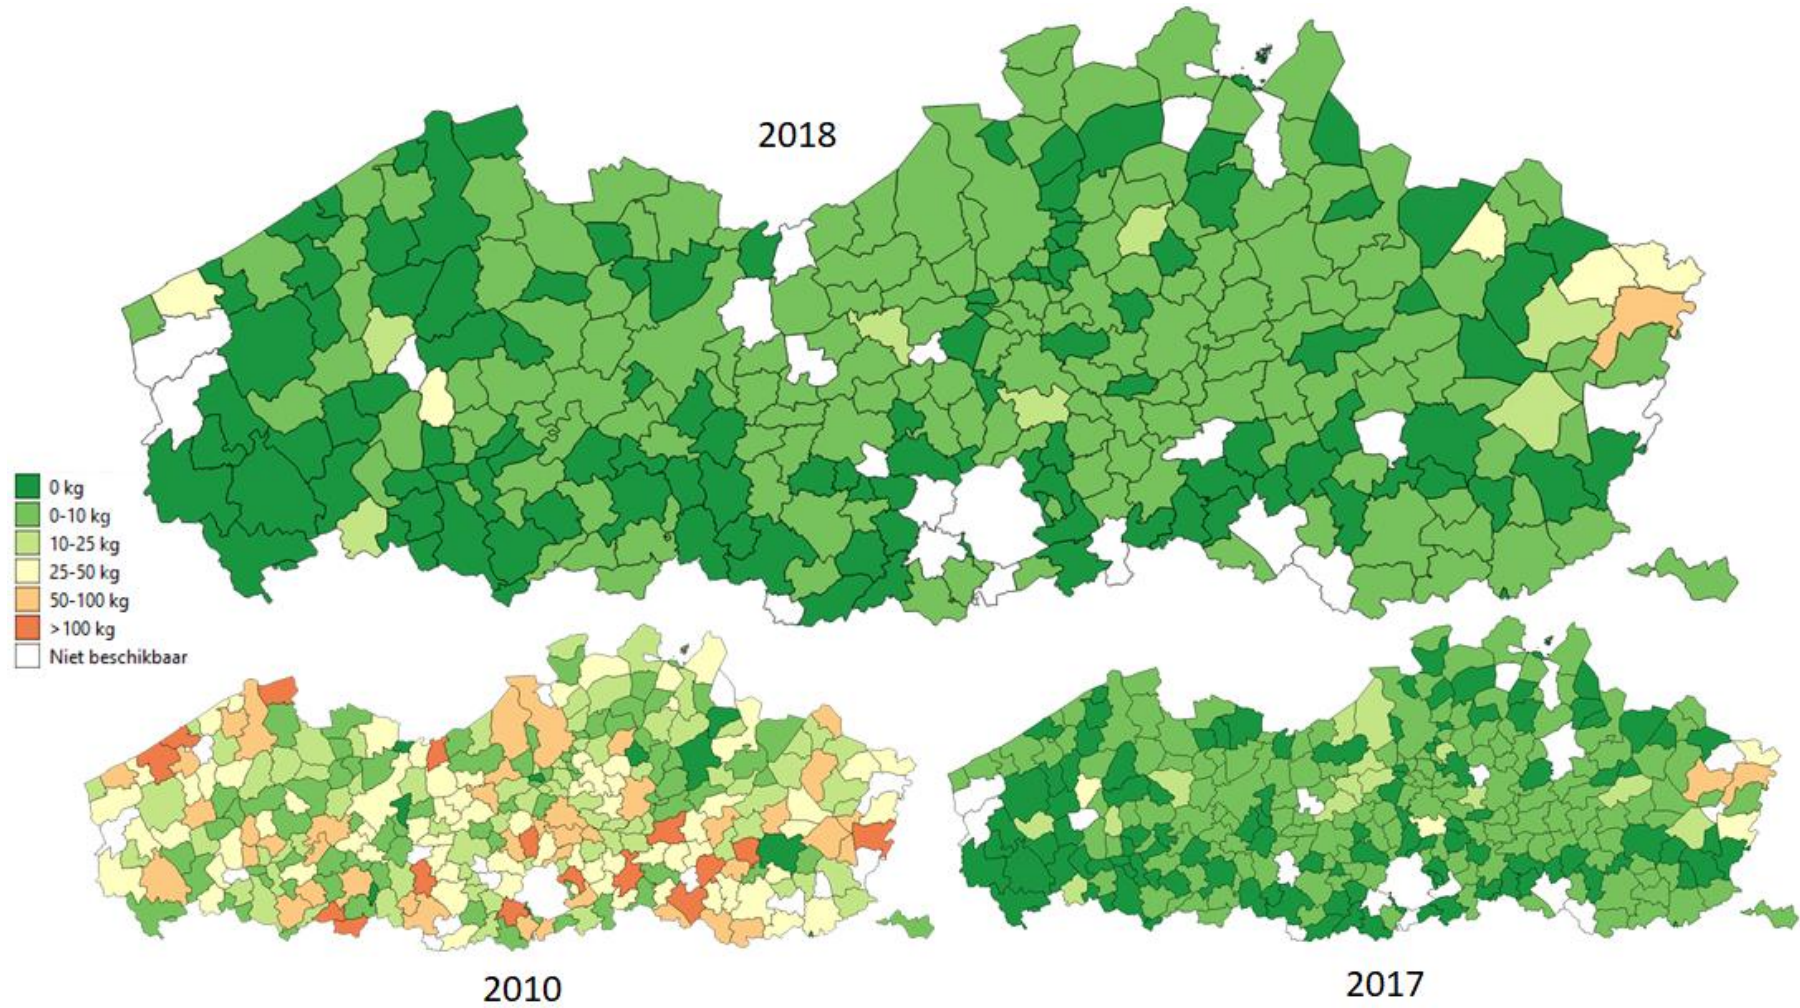 2018
0 kg
0-10 kg
10-25 kg
25-50 kg
50-100 kg
>100 kg
Niet beschikbaar
2010
2017